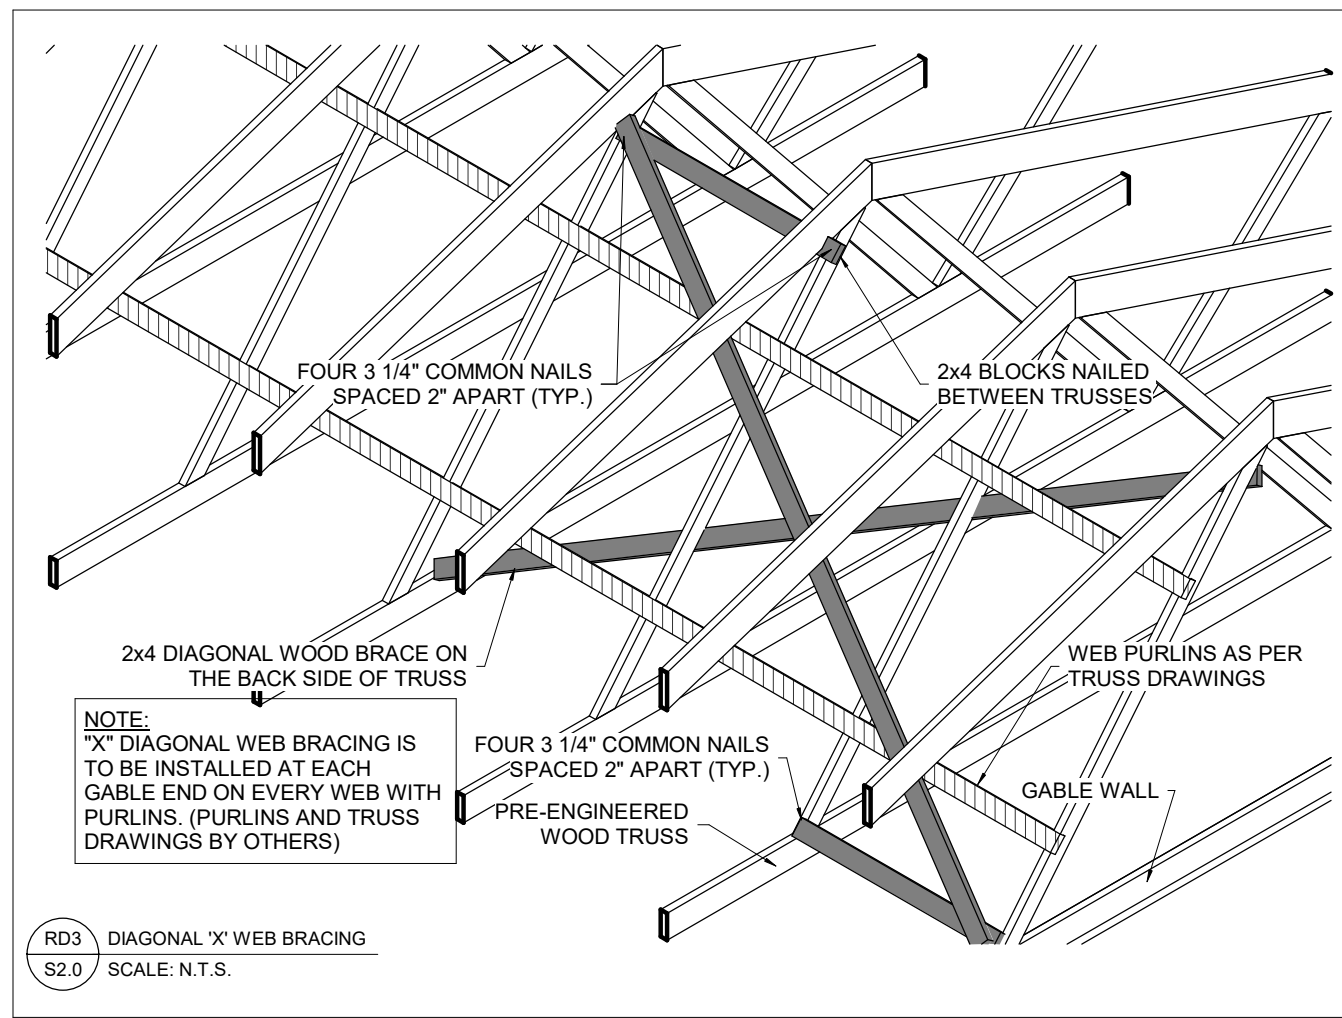 FOUR 3 1/4" COMMON NAILS
SPACED 2" APART (TYP.)
2x4 BLOCKS NAILED
BETWEEN TRUSSES
2x4 DIAGONAL WOOD BRACE ON
THE BACK SIDE OF TRUSS
WEB PURLINS AS PER
TRUSS DRAWINGS
NOTE:
"X" DIAGONAL WEB BRACING IS
TO BE INSTALLED AT EACH
GABLE END ON EVERY WEB WITH
PURLINS. (PURLINS AND TRUSS
DRAWINGS BY OTHERS)
FOUR 3 1/4" COMMON NAILS
SPACED 2" APART (TYP.)
PRE-ENGINEERED
WOOD TRUSS
GABLE WALL
RD3 DIAGONAL 'X' WEB BRACING
S2.0 SCALE: N.T.S.